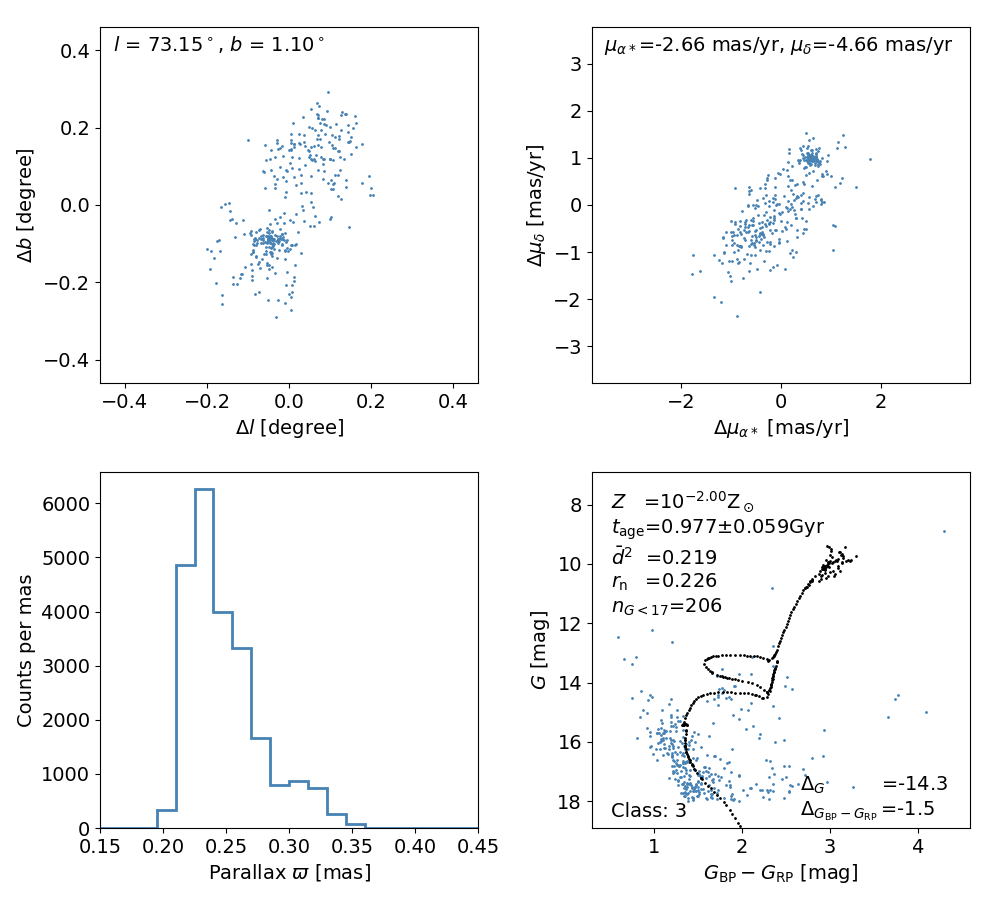 l = 73.15°, b = 1.10°
0.4
0.2
0.0
−0.2
−0.4
Δb [degree]
−0.4 −0.2 0.0 0.2 0.4
Δl [degree]
μα∗=-2.66 mas/yr, μδ=-4.66 mas/yr
3
2
1
0
−1
−2
−3
Δμδ [mas/yr]
−2 0 2
Δμα∗ [mas/yr]
6000
5000
4000
3000
2000
1000
0
Counts per mas
0.15 0.20 0.25 0.30 0.35 0.40 0.45
Parallax ϖ [mas]
Z =10^−2.00 Z⊙
tage=0.977±0.059Gyr
d̄² =0.219
rn =0.226
nG<17=206
ΔG =-14.3
Class: 3 ΔGBP−GRP=-1.5
8
10
12
14
16
18
G [mag]
1 2 3 4
GBP − GRP [mag]